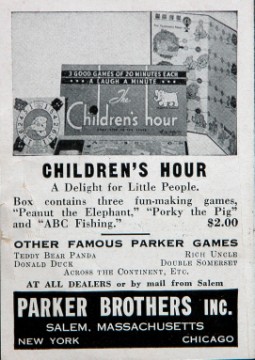 3 GOOD GAMES OF 20 MINUTES EACH
A LAUGH A MINUTE
The
Children's hour
CHILDREN'S HOUR
A Delight for Little People.
Box contains three fun-making games,
"Peanut the Elephant," "Porky the Pig"
and "ABC Fishing." $2.00
OTHER FAMOUS PARKER GAMES
TEDDY BEAR PANDA RICH UNCLE
DONALD DUCK DOUBLE SOMERSET
ACROSS THE CONTINENT, ETC.
AT ALL DEALERS or by mail from Salem
PARKER BROTHERS INC.
SALEM, MASSACHUSETTS
NEW YORK CHICAGO